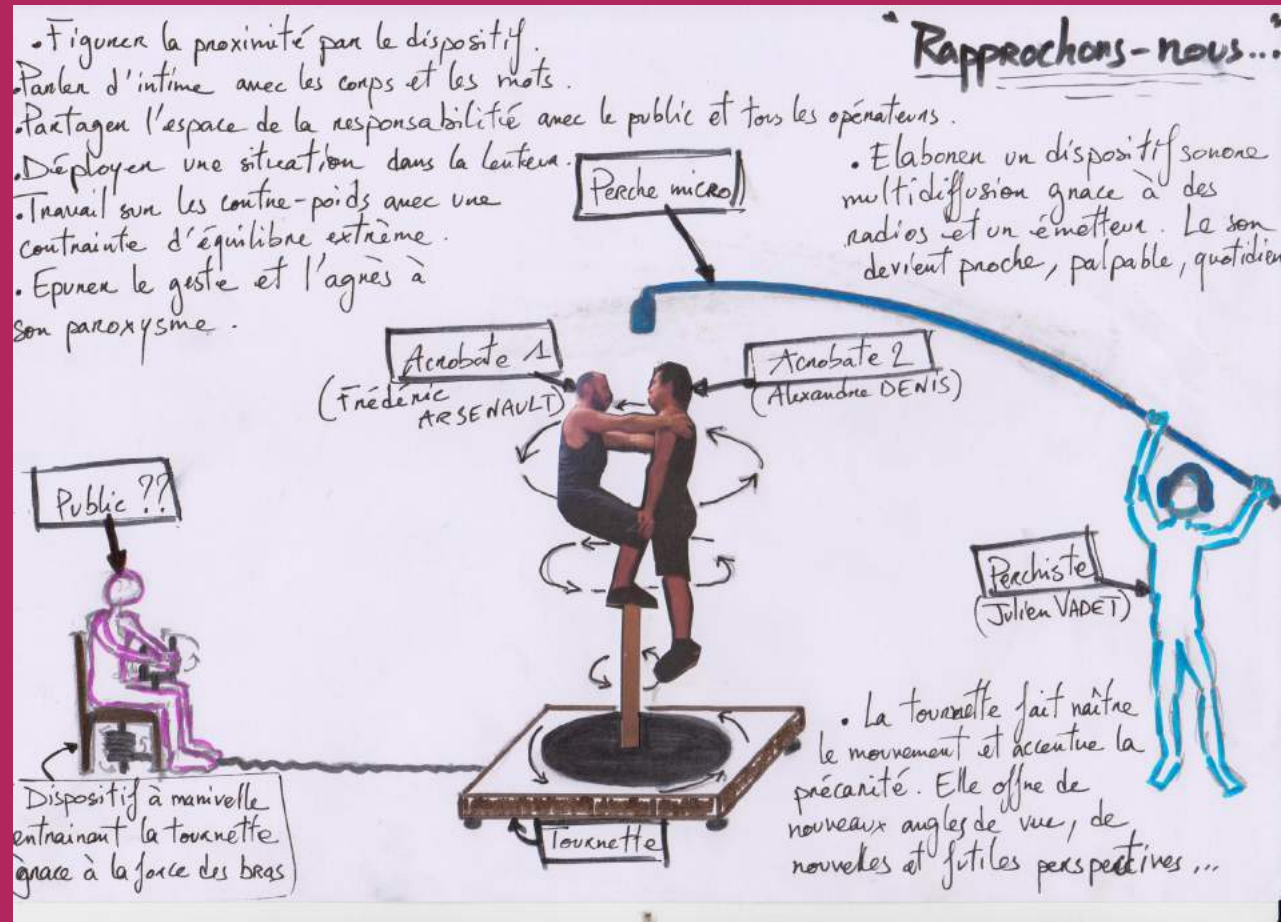 "Rapprochons-nous..."
• Figurer la proximité par le dispositif.
• Parler d'intime avec les corps et les mots.
• Partager l'espace de la responsabilitié avec le public et tous les opérateurs.
• Déployer une situation dans la lenteur.
• Travail sur les contre-poids avec une
contrainte d'équilibre extrème.
• Epurer le geste et l'agrès à
son paroxysme.
• Elaborer un dispositif sonore
multidiffusion grace à des
radios et un émetteur. Le son
devient proche, palpable, quotidien
Perche micro
Acrobate 1
(Frédéric
ARSENAULT)
Acrobate 2
(Alexandre DENIS)
Public ??
Perchiste
(Julien VADET)
Dispositif à manivelle
entrainant la tournette
grace à la force des bras
Tournette
• La tournette fait naître
le mouvement et accentue la
précarité. Elle offre de
nouveaux angles de vue, de
nouvelles et futiles perspectives...